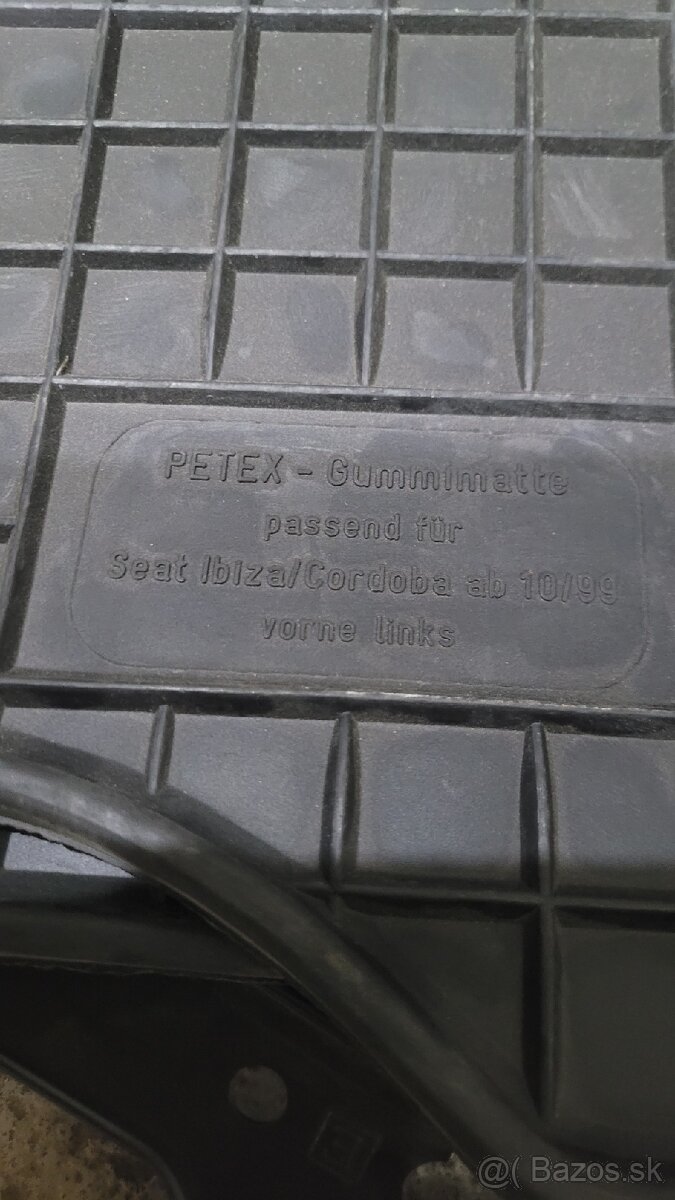 PETEX - Gummimatte
passend für
Seat Ibiza/Cordoba ab 10/99
vorne links
@( Bazos.sk